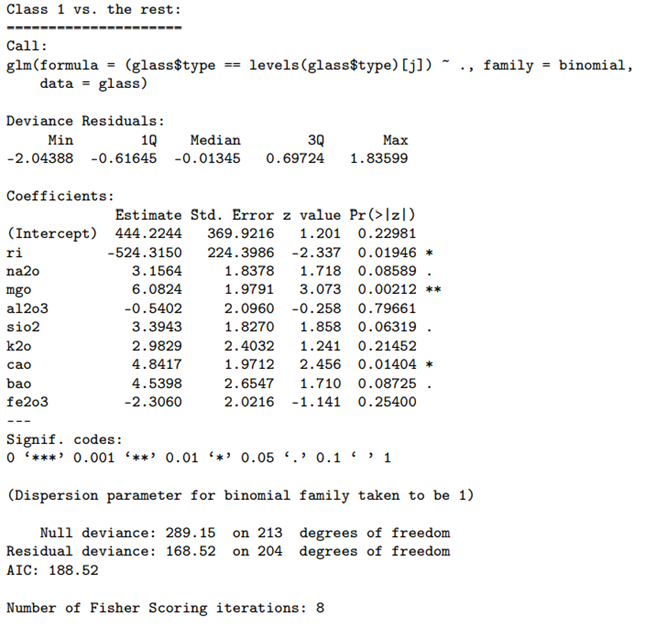 Class 1 vs. the rest:
=====================
Call:
glm(formula = (glass$type == levels(glass$type)[j]) ~ ., family = binomial,
    data = glass)

Deviance Residuals:
     Min        1Q    Median        3Q       Max
-2.04388  -0.61645  -0.01345   0.69724   1.83599

Coefficients:
             Estimate Std. Error z value Pr(>|z|)
(Intercept)  444.2244   369.9216   1.201  0.22981
ri          -524.3150   224.3986  -2.337  0.01946 *
na2o           3.1564     1.8378   1.718  0.08589 .
mgo            6.0824     1.9791   3.073  0.00212 **
al2o3         -0.5402     2.0960  -0.258  0.79661
sio2           3.3943     1.8270   1.858  0.06319 .
k2o            2.9829     2.4032   1.241  0.21452
cao            4.8417     1.9712   2.456  0.01404 *
bao            4.5398     2.6547   1.710  0.08725 .
fe2o3         -2.3060     2.0216  -1.141  0.25400
---
Signif. codes:
0 ‘***’ 0.001 ‘**’ 0.01 ‘*’ 0.05 ‘.’ 0.1 ‘ ’ 1

(Dispersion parameter for binomial family taken to be 1)

    Null deviance: 289.15  on 213  degrees of freedom
Residual deviance: 168.52  on 204  degrees of freedom
AIC: 188.52

Number of Fisher Scoring iterations: 8